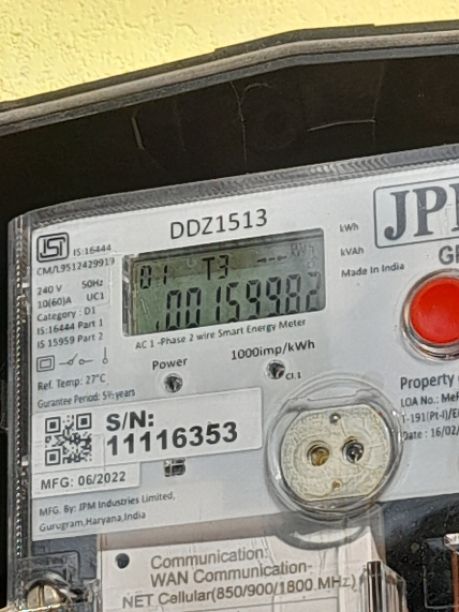 DDZ1513
IS:16444
CM/L9512429919
240 V 50Hz
10(60)A UC1
Category : D1
IS:16444 Part 1
IS 15959 Part 2
01 T3
kWh
kVAh
Made In India
JP
AC 1 -Phase 2 wire Smart Energy Meter
Power
1000imp/kWh
Cl.1
Ref. Temp: 27°C
Gurantee Period: 5½ years
S/N:
11116353
MFG: 06/2022
MFG. By: JPM Industries Limited,
Gurugram,Haryana,India
Property
LOA No.:
T-191(Pt-I)/
Date : 16/02/
Communication:
WAN Communication-
NET Cellular(850/900/1800 MHz)